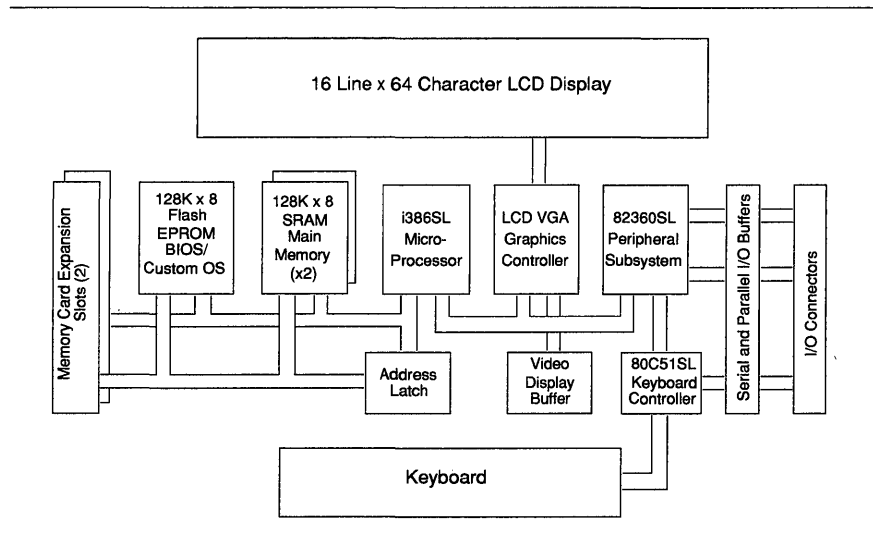 16 Line x 64 Character LCD Display
Memory Card Expansion
Slots (2)
128K x 8
Flash
EPROM
BIOS/
Custom OS
128K x 8
SRAM
Main
Memory
(x2)
i386SL
Micro-
Processor
LCD VGA
Graphics
Controller
82360SL
Peripheral
Subsystem
Serial and Parallel I/O Buffers
I/O Connectors
Address
Latch
Video
Display
Buffer
80C51SL
Keyboard
Controller
Keyboard